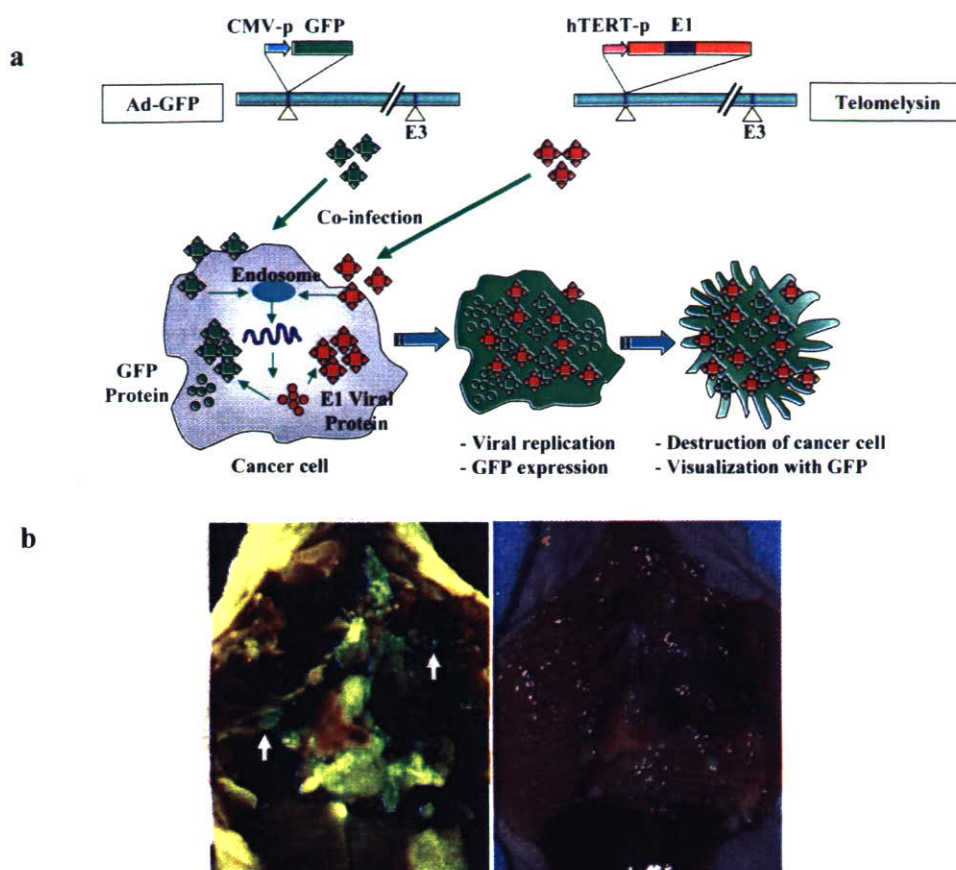 a
CMV-p GFP
hTERT-p E1
Ad-GFP
E3
E3
Telomelysin
Co-infection
Endosome
GFP
Protein
E1 Viral
Protein
Cancer cell
- Viral replication
- GFP expression
- Destruction of cancer cell
- Visualization with GFP
b